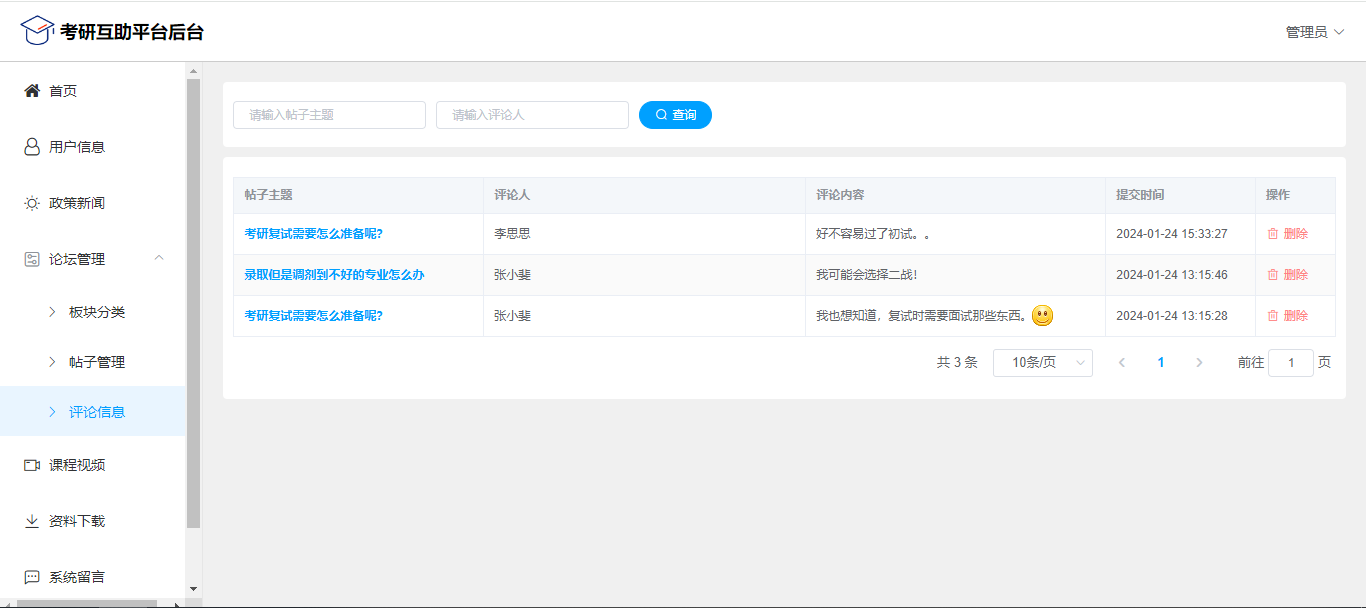 考研互助平台后台
管理员
首页
用户信息
政策新闻
论坛管理
板块分类
帖子管理
评论信息
课程视频
资料下载
系统留言
请输入帖子主题 请输入评论人 查询
帖子主题 评论人 评论内容 提交时间 操作
考研复试需要怎么准备呢? 李思思 好不容易过了初试。。 2024-01-24 15:33:27 删除
录取但是调剂到不好的专业怎么办 张小斐 我可能会选择二战! 2024-01-24 13:15:46 删除
考研复试需要怎么准备呢? 张小斐 我也想知道，复试时需要面试那些东西。 2024-01-24 13:15:28 删除
共 3 条 10条/页 1 前往 1 页